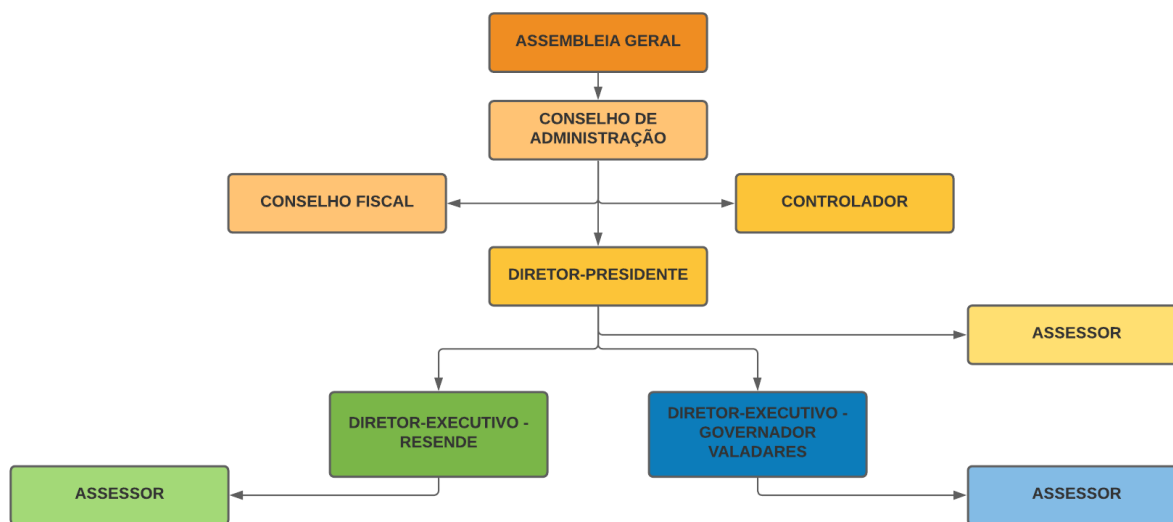 ASSEMBLEIA GERAL
CONSELHO DE
ADMINISTRAÇÃO
CONSELHO FISCAL
CONTROLADOR
DIRETOR-PRESIDENTE
ASSESSOR
DIRETOR-EXECUTIVO -
RESENDE
DIRETOR-EXECUTIVO -
GOVERNADOR
VALADARES
ASSESSOR
ASSESSOR